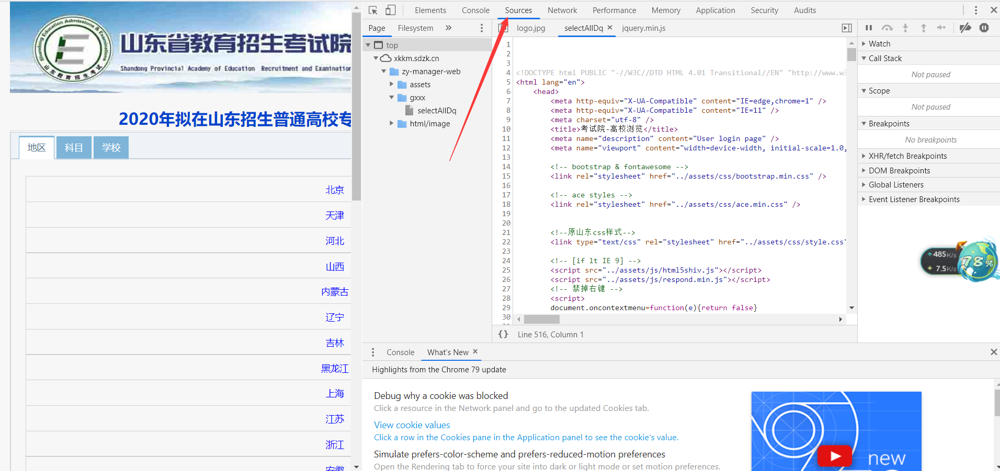 Shandong Education Admissions & Examinations
山东省教育招生考试院
Shandong Provincial Academy of Education Recruitment and Examination
山东教育招生考试
2020年拟在山东招生普通高校专
地区 科目 学校
北京
天津
河北
山西
内蒙古
辽宁
吉林
黑龙江
上海
江苏
浙江
安徽
Elements Console Sources Network Performance Memory Application Security Audits
Page Filesystem »
top
xkkm.sdzk.cn
zy-manager-web
assets
gxxx
selectAllDq
html/image
logo.jpg selectAllDq × jquery.min.js
1
2
3
4 <!DOCTYPE html PUBLIC "-//W3C//DTD HTML 4.01 Transitional//EN" "http://www.w3
5 <html lang="en">
6 <head>
7 <meta http-equiv="X-UA-Compatible" content="IE=edge,chrome=1" />
8 <meta http-equiv="X-UA-Compatible" content="IE=11" />
9 <meta charset="utf-8" />
10 <title>考试院-高校浏览</title>
11 <meta name="description" content="User login page" />
12 <meta name="viewport" content="width=device-width, initial-scale=1.0,
13
14 <!-- bootstrap & fontawesome -->
15 <link rel="stylesheet" href="../assets/css/bootstrap.min.css" />
16
17 <!-- ace styles -->
18 <link rel="stylesheet" href="../assets/css/ace.min.css" />
19
20
21 <!--原山东css样式-->
22 <link type="text/css" rel="stylesheet" href="../assets/css/style.css"
23
24 <!-- [if lt IE 9] -->
25 <script src="../assets/js/html5shiv.js"></script>
26 <script src="../assets/js/respond.min.js"></script>
27 <!-- 禁掉右键 -->
28 <script>
29 document.oncontextmenu=function(e){return false}
30
{} Line 516, Column 1
Watch
Call Stack
Not paused
Scope
Not paused
Breakpoints
No breakpoints
XHR/fetch Breakpoints
DOM Breakpoints
Global Listeners
Event Listener Breakpoints
485K/s
7.5K/s
78%
Console What's New ×
Highlights from the Chrome 79 update
Debug why a cookie was blocked
Click a resource in the Network panel and go to the updated Cookies tab.
View cookie values
Click a row in the Cookies pane in the Application panel to see the cookie's value.
Simulate prefers-color-scheme and prefers-reduced-motion preferences
Open the Rendering tab to force your site into dark or light mode or set motion preferences.
new